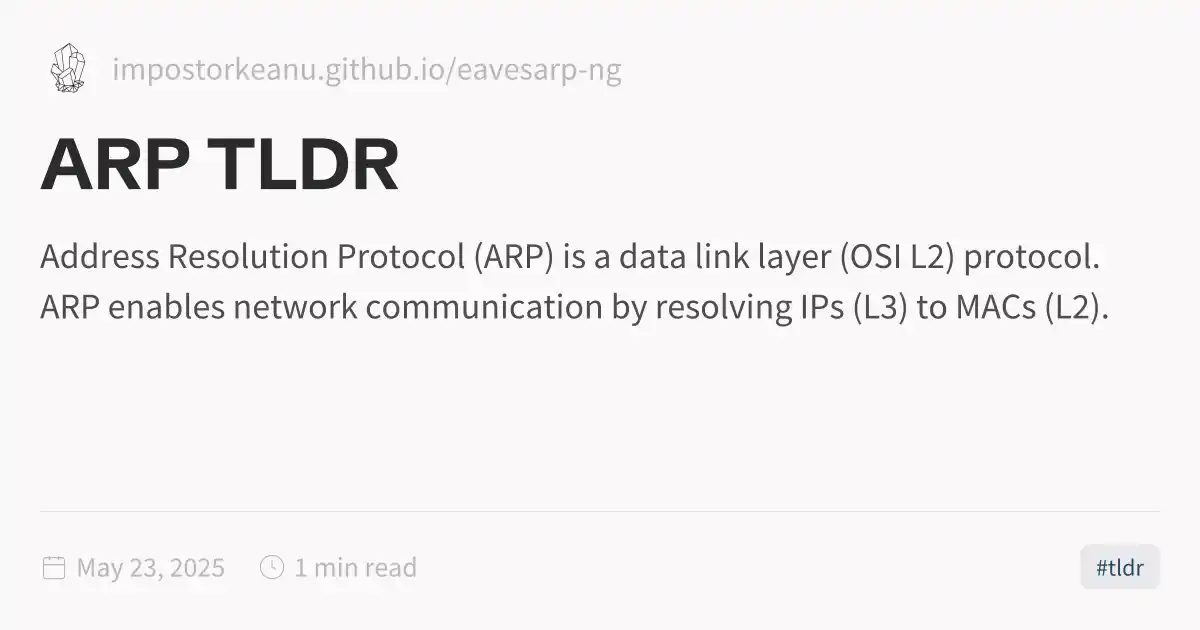 impostorkeanu.github.io/eavesarp-ng
ARP TLDR
Address Resolution Protocol (ARP) is a data link layer (OSI L2) protocol.
ARP enables network communication by resolving IPs (L3) to MACs (L2).
May 23, 2025 1 min read #tldr